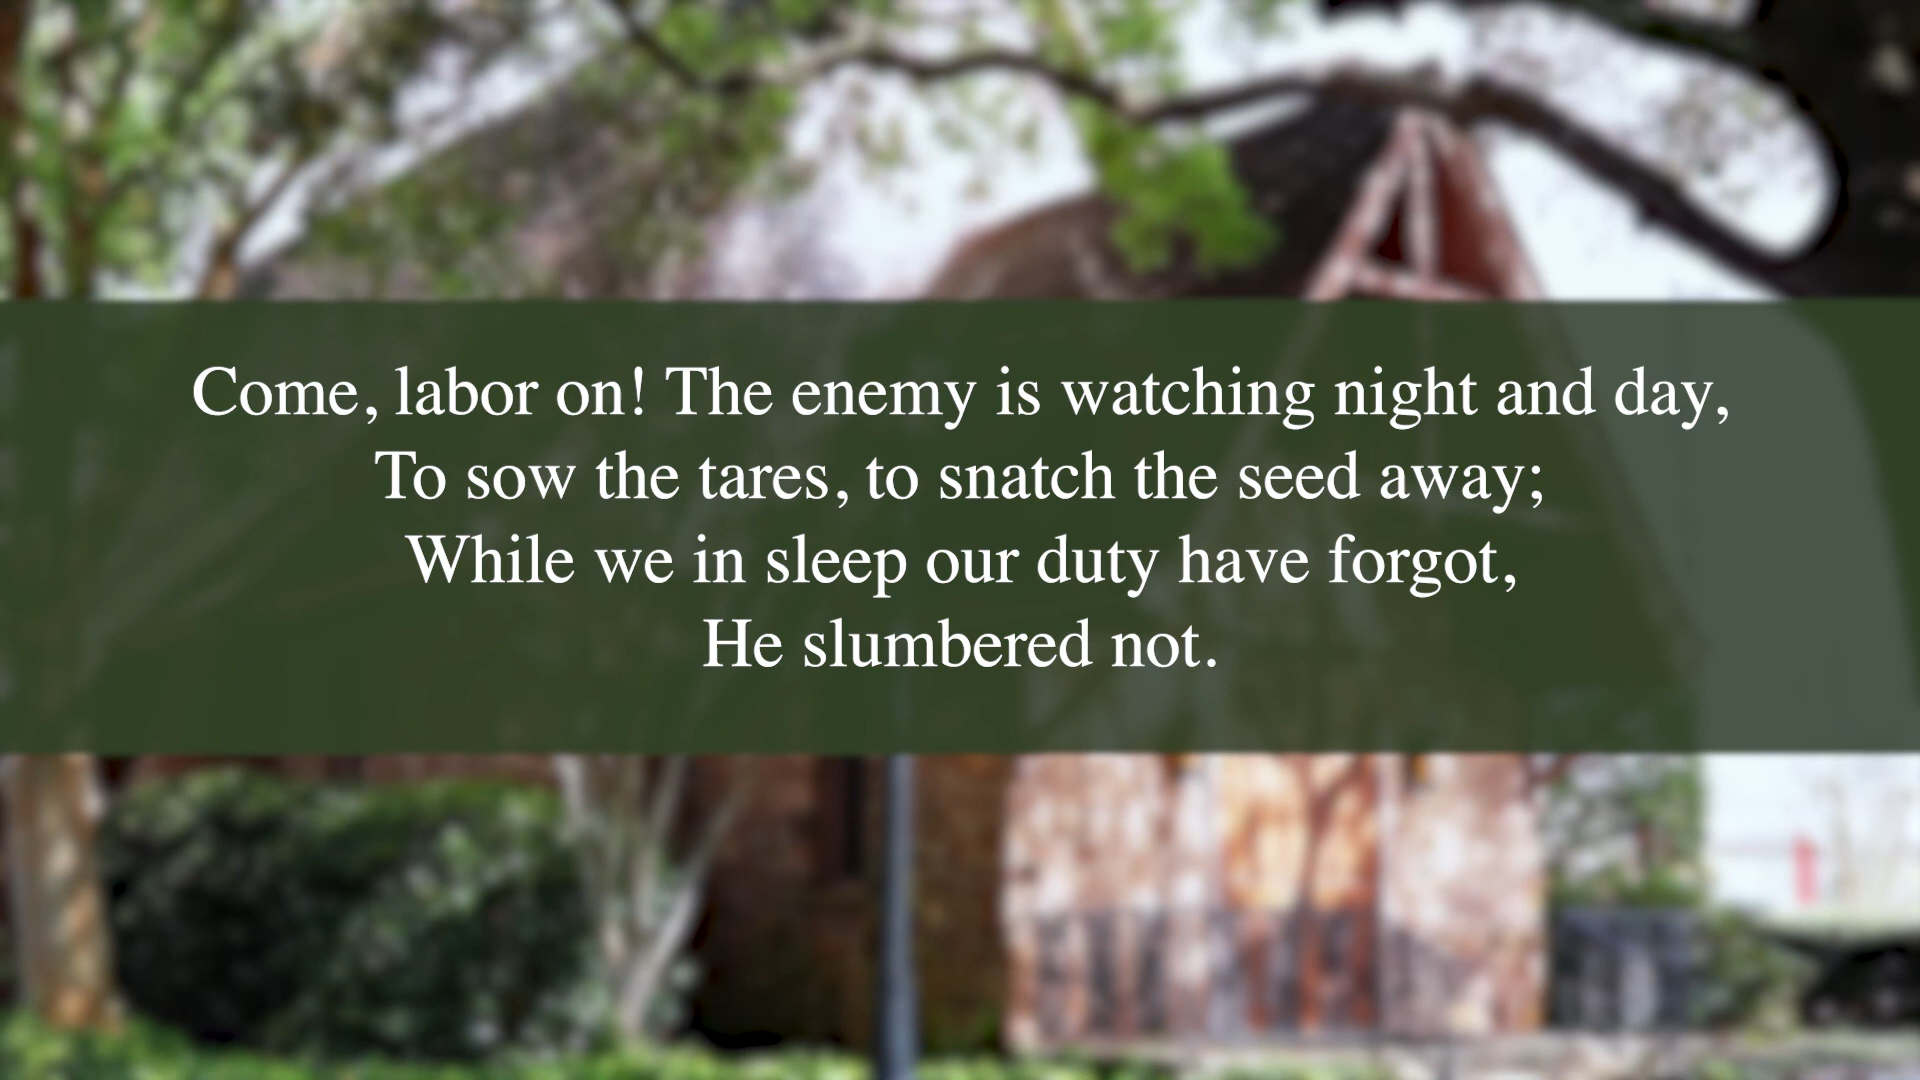 Come, labor on! The enemy is watching night and day,
To sow the tares, to snatch the seed away;
While we in sleep our duty have forgot,
He slumbered not.